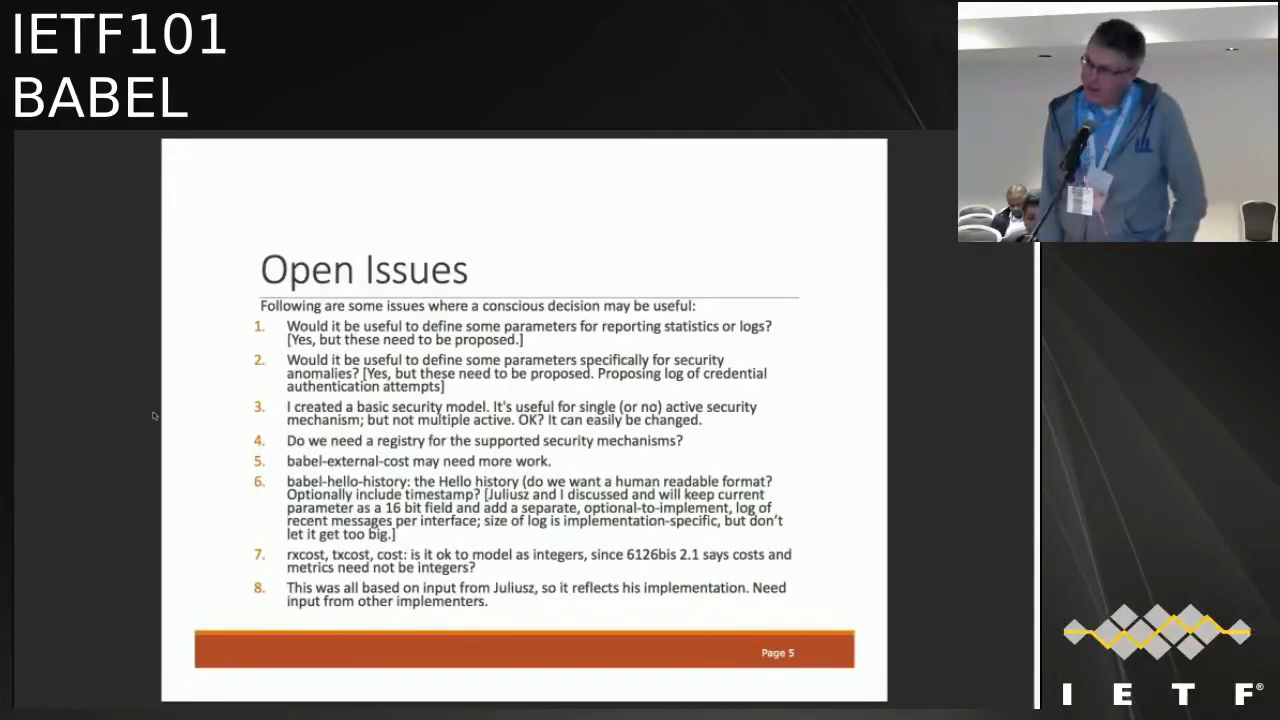 IETF101
BABEL
Open Issues
Following are some issues where a conscious decision may be useful:
1. Would it be useful to define some parameters for reporting statistics or logs?
[Yes, but these need to be proposed.]
2. Would it be useful to define some parameters specifically for security
anomalies? [Yes, but these need to be proposed. Proposing log of credential
authentication attempts]
3. I created a basic security model. It's useful for single (or no) active security
mechanism; but not multiple active. OK? It can easily be changed.
4. Do we need a registry for the supported security mechanisms?
5. babel-external-cost may need more work.
6. babel-hello-history: the Hello history (do we want a human readable format?
Optionally include timestamp? [Juliusz and I discussed and will keep current
parameter as a 16 bit field and add a separate, optional-to-implement, log of
recent messages per interface; size of log is implementation-specific, but don't
let it get too big.]
7. rxcost, txcost, cost: is it ok to model as integers, since 6126bis 2.1 says costs and
metrics need not be integers?
8. This was all based on input from Juliusz, so it reflects his implementation. Need
input from other implementers.
Page 5
I E T F®